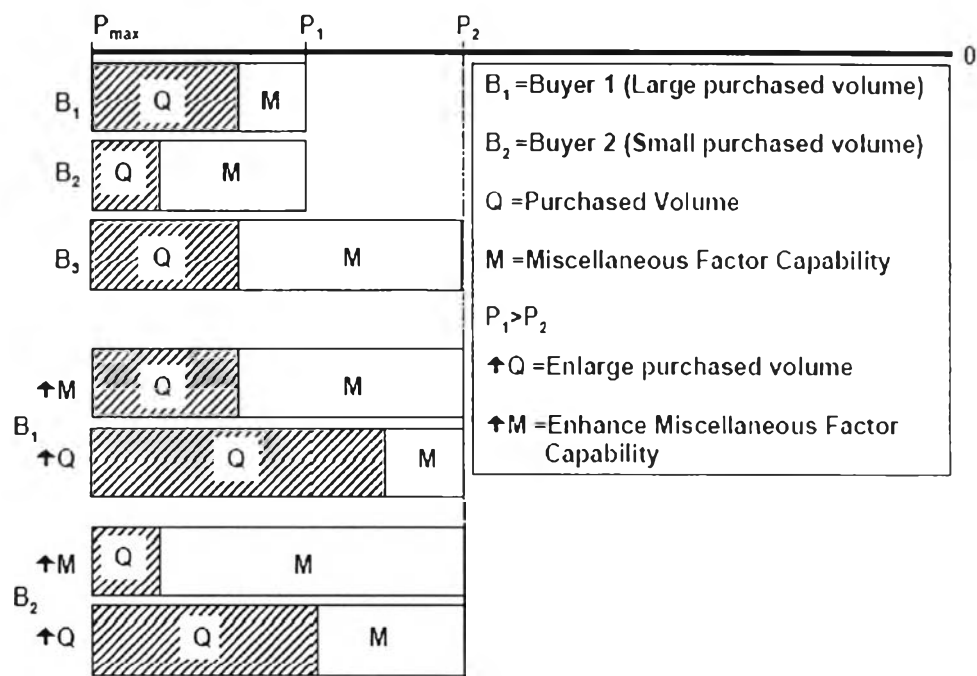 Pmax P₁ P₂
0
B₁ Q M
B₂ Q M
B₃ Q M
↑M Q M
B₁
↑Q Q M
↑M Q M
B₂
↑Q Q M
B₁ =Buyer 1 (Large purchased volume)
B₂ =Buyer 2 (Small purchased volume)
Q =Purchased Volume
M =Miscellaneous Factor Capability
P₁>P₂
↑Q =Enlarge purchased volume
↑M =Enhance Miscellaneous Factor
Capability